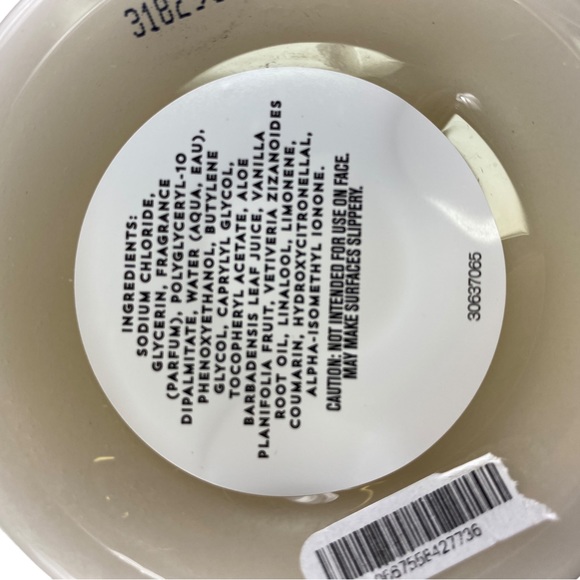 INGREDIENTS:
SODIUM CHLORIDE,
GLYCERIN, FRAGRANCE
(PARFUM), POLYGLYCERYL-10
DIPALMITATE, WATER (AQUA, EAU),
PHENOXYETHANOL, BUTYLENE
GLYCOL, CAPRYLYL GLYCOL,
TOCOPHERYL ACETATE, ALOE
BARBADENSIS LEAF JUICE, VANILLA
PLANIFOLIA FRUIT, VETIVERIA ZIZANOIDES
ROOT OIL, LINALOOL, LIMONENE,
COUMARIN, HYDROXYCITRONELLAL,
ALPHA-ISOMETHYL IONONE.
CAUTION: NOT INTENDED FOR USE ON FACE.
MAY MAKE SURFACES SLIPPERY.
30637065